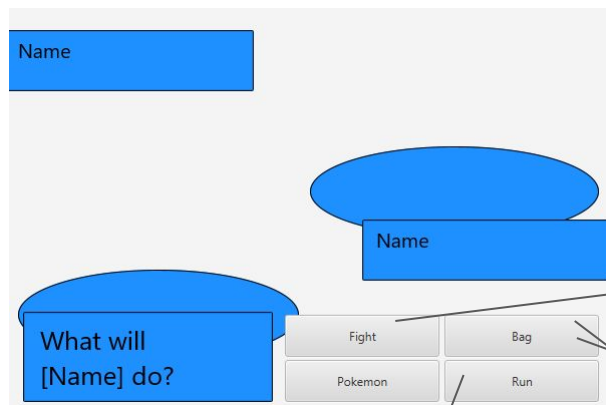 Name
Name
What will
[Name] do?
Fight
Bag
Pokemon
Run